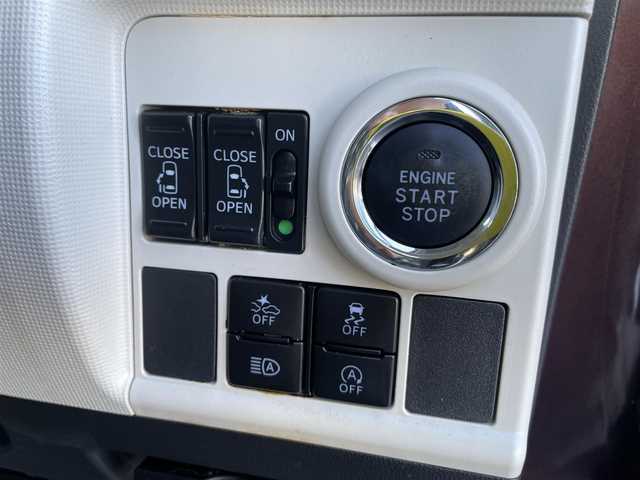 CLOSE
OPEN
CLOSE
OPEN
ON
ENGINE
START
STOP
OFF
OFF
A
A
OFF